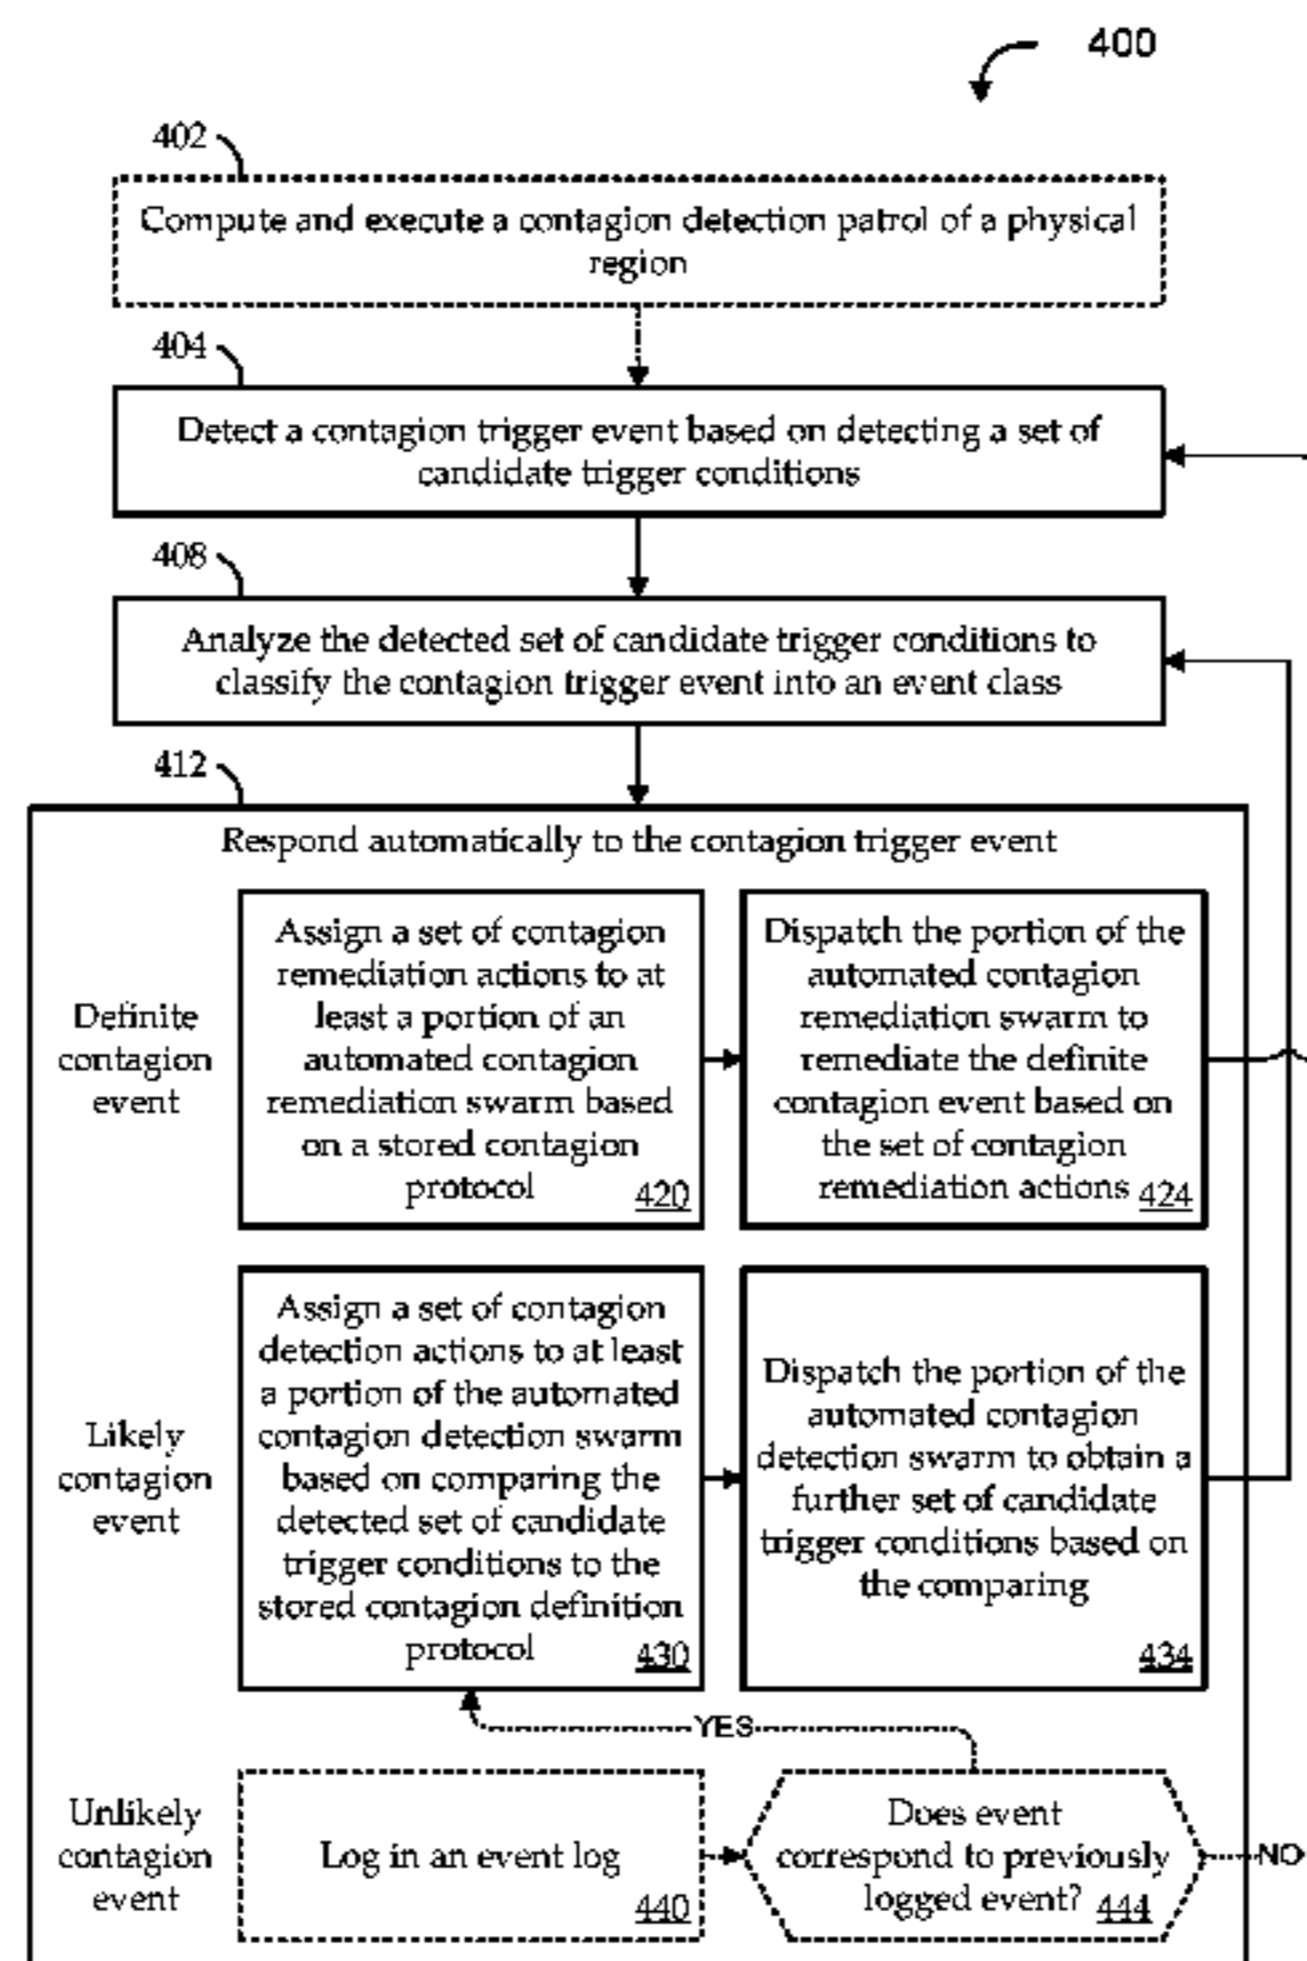 400
402
Compute and execute a contagion detection patrol of a physical
region
404
Detect a contagion trigger event based on detecting a set of
candidate trigger conditions
408
Analyze the detected set of candidate trigger conditions to
classify the contagion trigger event into an event class
412
Respond automatically to the contagion trigger event
Definite
contagion
event
Assign a set of contagion
remediation actions to at
least a portion of an
automated contagion
remediation swarm based
on a stored contagion
protocol
420
Dispatch the portion of the
automated contagion
remediation swarm to
remediate the definite
contagion event based on
the set of contagion
remediation actions
424
Likely
contagion
event
Assign a set of contagion
detection actions to at least
a portion of the automated
contagion detection swarm
based on comparing the
detected set of candidate
trigger conditions to the
stored contagion definition
protocol
430
Dispatch the portion of the
automated contagion
detection swarm to obtain a
further set of candidate
trigger conditions based on
the comparing
434
YES
Unlikely
contagion
event
Log in an event log
440
Does event
correspond to previously
logged event?
444
NO